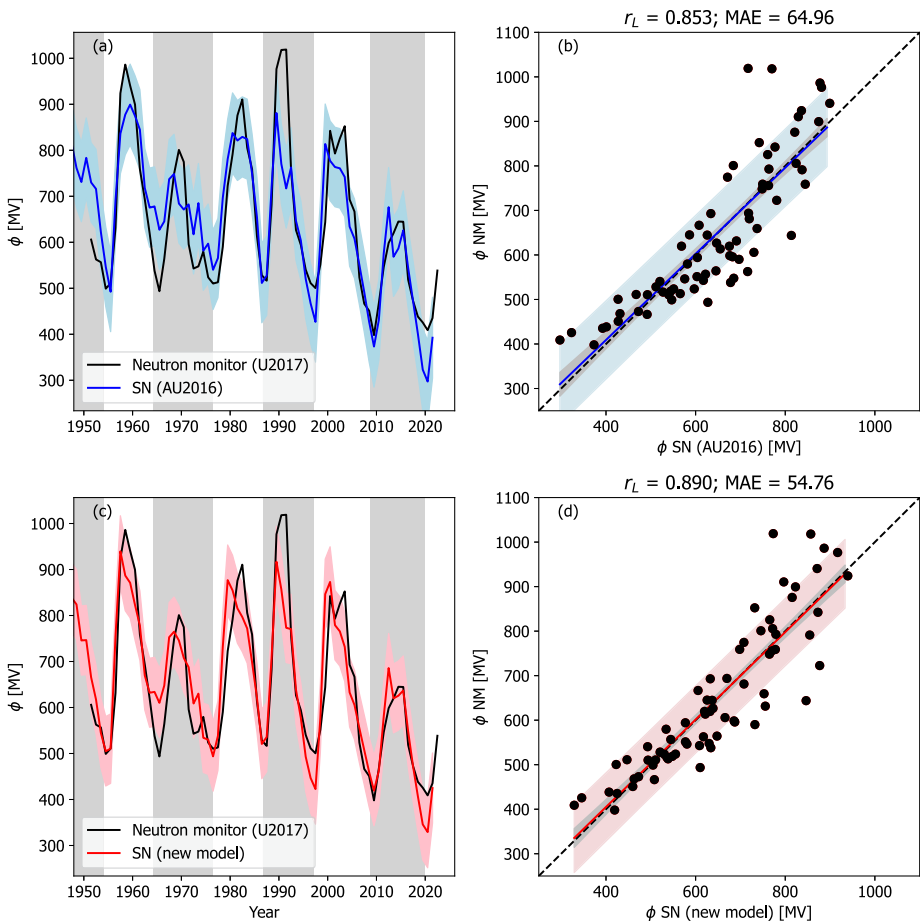 (a)
ϕ [MV]
1000
900
800
700
600
500
400
300
Neutron monitor (U2017)
SN (AU2016)
1950 1960 1970 1980 1990 2000 2010 2020
r_L = 0.853; MAE = 64.96
(b)
ϕ NM [MV]
1100
1000
900
800
700
600
500
400
300
400 600 800 1000
ϕ SN (AU2016) [MV]
(c)
ϕ [MV]
1000
900
800
700
600
500
400
300
Neutron monitor (U2017)
SN (new model)
1950 1960 1970 1980 1990 2000 2010 2020
Year
r_L = 0.890; MAE = 54.76
(d)
ϕ NM [MV]
1100
1000
900
800
700
600
500
400
300
400 600 800 1000
ϕ SN (new model) [MV]